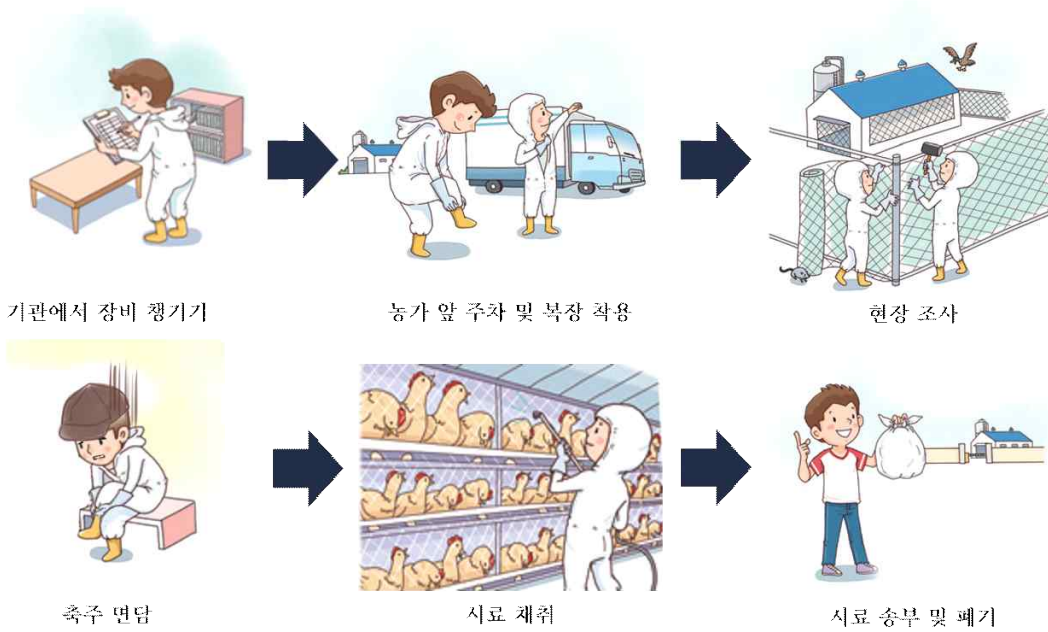 기관에서 장비 챙기기
농가 앞 주차 및 복장 착용
현장 조사
축주 면담
시료 채취
시료 송부 및 폐기